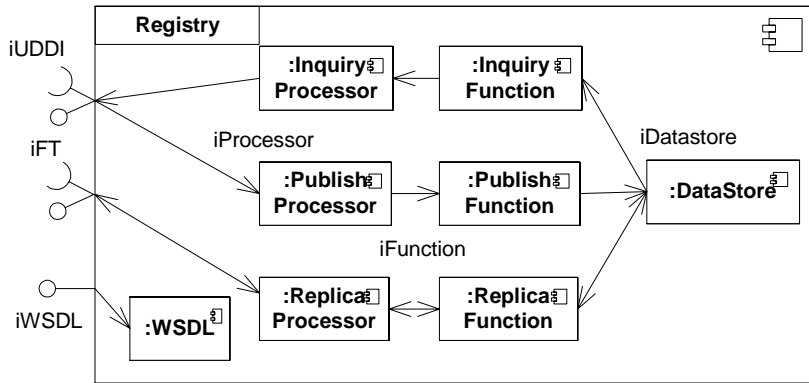 Registry
iUDDI
:Inquiry
Processor
:Inquiry
Function
iProcessor
iDatastore
iFT
:Publish
Processor
:Publish
Function
:DataStore
iFunction
:Replica
Processor
:Replica
Function
iWSDL
:WSDL